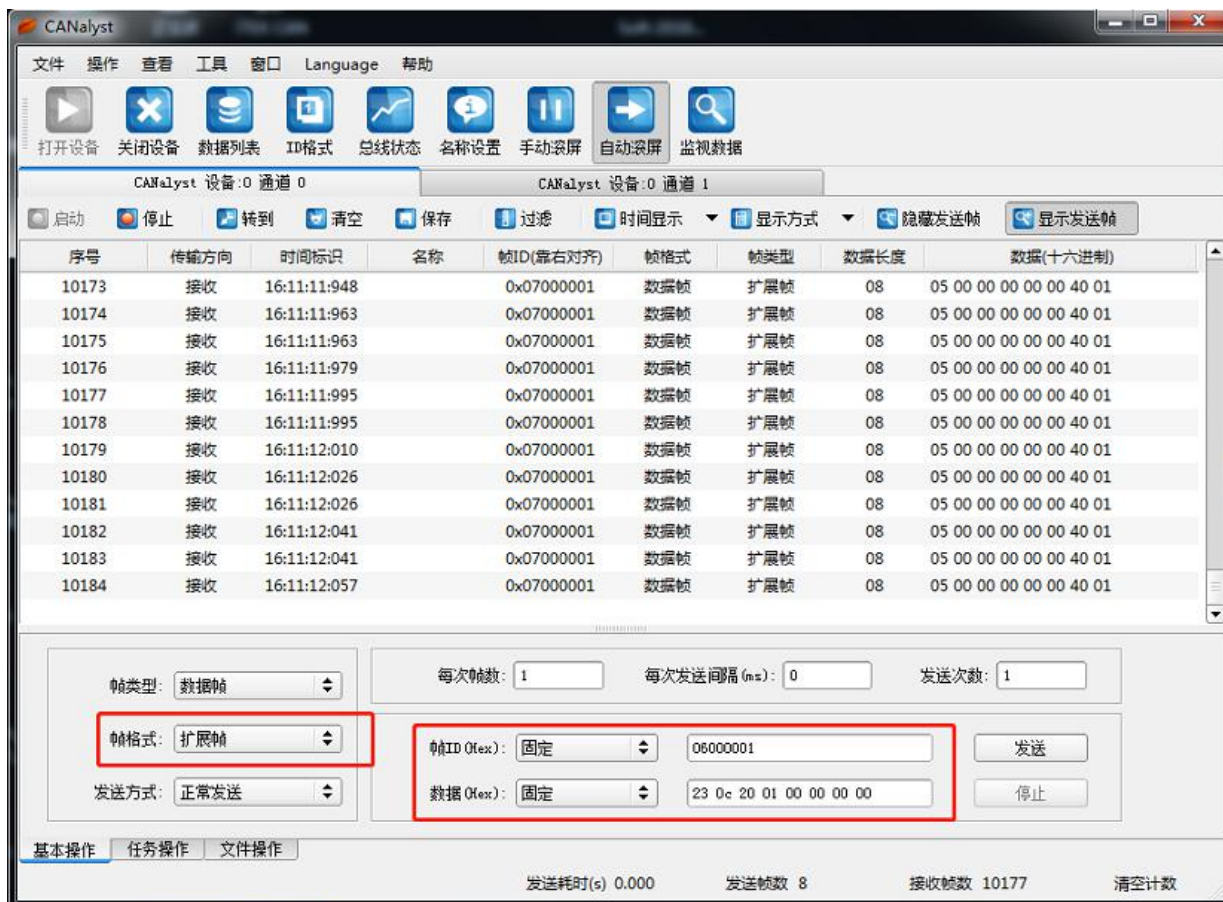 CANalyst
文件 操作 查看 工具 窗口 Language 帮助
打开设备 关闭设备 数据列表 ID格式 总线状态 名称设置 手动滚屏 自动滚屏 监视数据
CANalyst 设备:0 通道 0 CANalyst 设备:0 通道 1
启动 停止 转到 清空 保存 过滤 时间显示 显示方式 隐藏发送帧 显示发送帧
序号 传输方向 时间标识 名称 帧ID(靠右对齐) 帧格式 帧类型 数据长度 数据(十六进制)
10173 接收 16:11:11:948 0x07000001 数据帧 扩展帧 08 05 00 00 00 00 00 40 01
10174 接收 16:11:11:963 0x07000001 数据帧 扩展帧 08 05 00 00 00 00 00 40 01
10175 接收 16:11:11:963 0x07000001 数据帧 扩展帧 08 05 00 00 00 00 00 40 01
10176 接收 16:11:11:979 0x07000001 数据帧 扩展帧 08 05 00 00 00 00 00 40 01
10177 接收 16:11:11:995 0x07000001 数据帧 扩展帧 08 05 00 00 00 00 00 40 01
10178 接收 16:11:11:995 0x07000001 数据帧 扩展帧 08 05 00 00 00 00 00 40 01
10179 接收 16:11:12:010 0x07000001 数据帧 扩展帧 08 05 00 00 00 00 00 40 01
10180 接收 16:11:12:026 0x07000001 数据帧 扩展帧 08 05 00 00 00 00 00 40 01
10181 接收 16:11:12:026 0x07000001 数据帧 扩展帧 08 05 00 00 00 00 00 40 01
10182 接收 16:11:12:041 0x07000001 数据帧 扩展帧 08 05 00 00 00 00 00 40 01
10183 接收 16:11:12:041 0x07000001 数据帧 扩展帧 08 05 00 00 00 00 00 40 01
10184 接收 16:11:12:057 0x07000001 数据帧 扩展帧 08 05 00 00 00 00 00 40 01
每次帧数: 1 每次发送间隔(ms): 0 发送次数: 1
帧类型: 数据帧
帧格式: 扩展帧
帧ID(Hex): 固定 06000001 发送
发送方式: 正常发送
数据(Hex): 固定 23 0c 20 01 00 00 00 00 停止
基本操作 任务操作 文件操作
发送耗时(s) 0.000 发送帧数 8 接收帧数 10177 清空计数